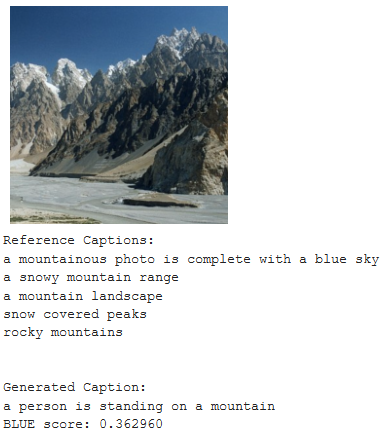 Reference Captions:
a mountainous photo is complete with a blue sky
a snowy mountain range
a mountain landscape
snow covered peaks
rocky mountains
Generated Caption:
a person is standing on a mountain
BLUE score: 0.362960